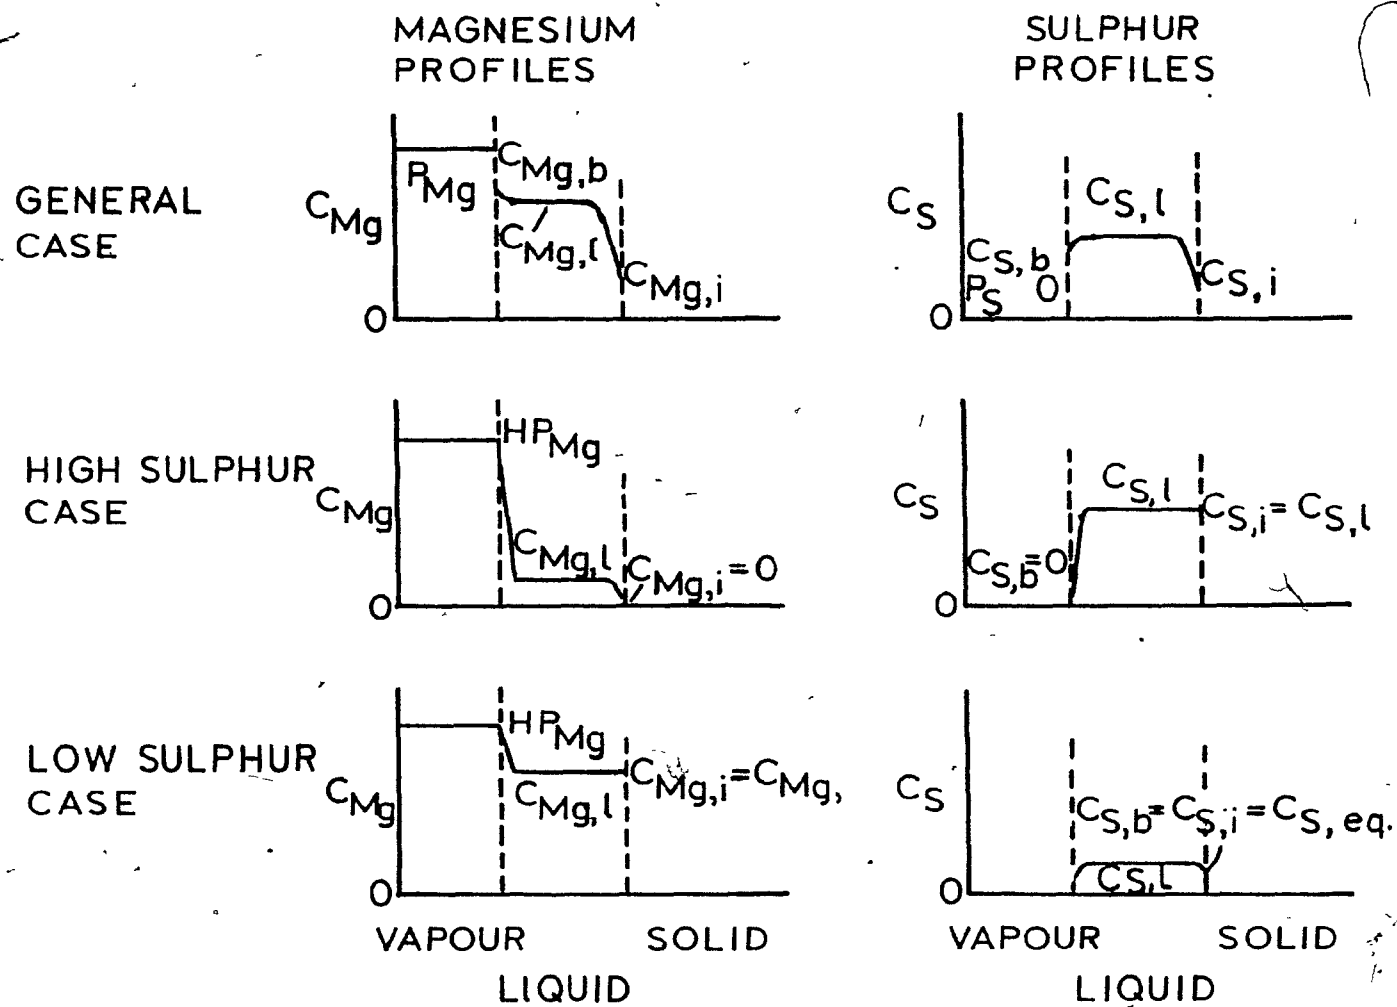 MAGNESIUM
PROFILES
SULPHUR
PROFILES
GENERAL
CASE
C_Mg
P_Mg
C_Mg,b
C_Mg,l
C_Mg,i
0
C_S
C_S,b
P_S 0
C_S,l
C_S,i
0
HIGH SULPHUR
CASE
C_Mg
HP_Mg
C_Mg,l
C_Mg,i = 0
0
C_S
C_S,b = 0
C_S,l
C_S,i = C_S,l
0
LOW SULPHUR
CASE
C_Mg
HP_Mg
C_Mg,l
C_Mg,i = C_Mg,
0
C_S
C_S,b = C_S,i = C_S, eq.
C_S,l
0
VAPOUR
SOLID
LIQUID
VAPOUR
SOLID
LIQUID